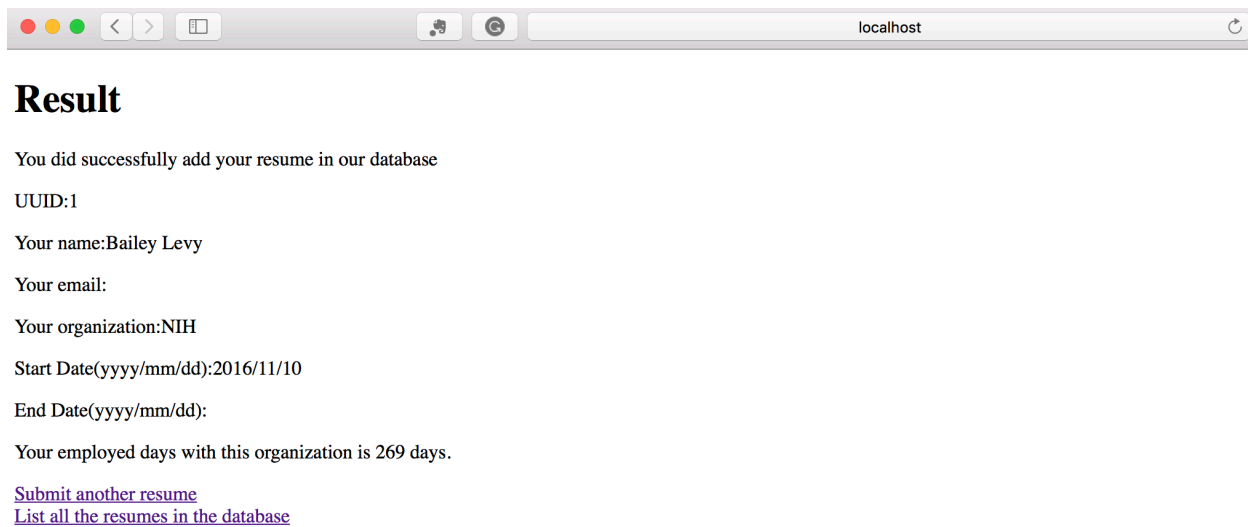 localhost
Result
You did successfully add your resume in our database
UUID:1
Your name:Bailey Levy
Your email:
Your organization:NIH
Start Date(yyyy/mm/dd):2016/11/10
End Date(yyyy/mm/dd):
Your employed days with this organization is 269 days.
Submit another resume
List all the resumes in the database